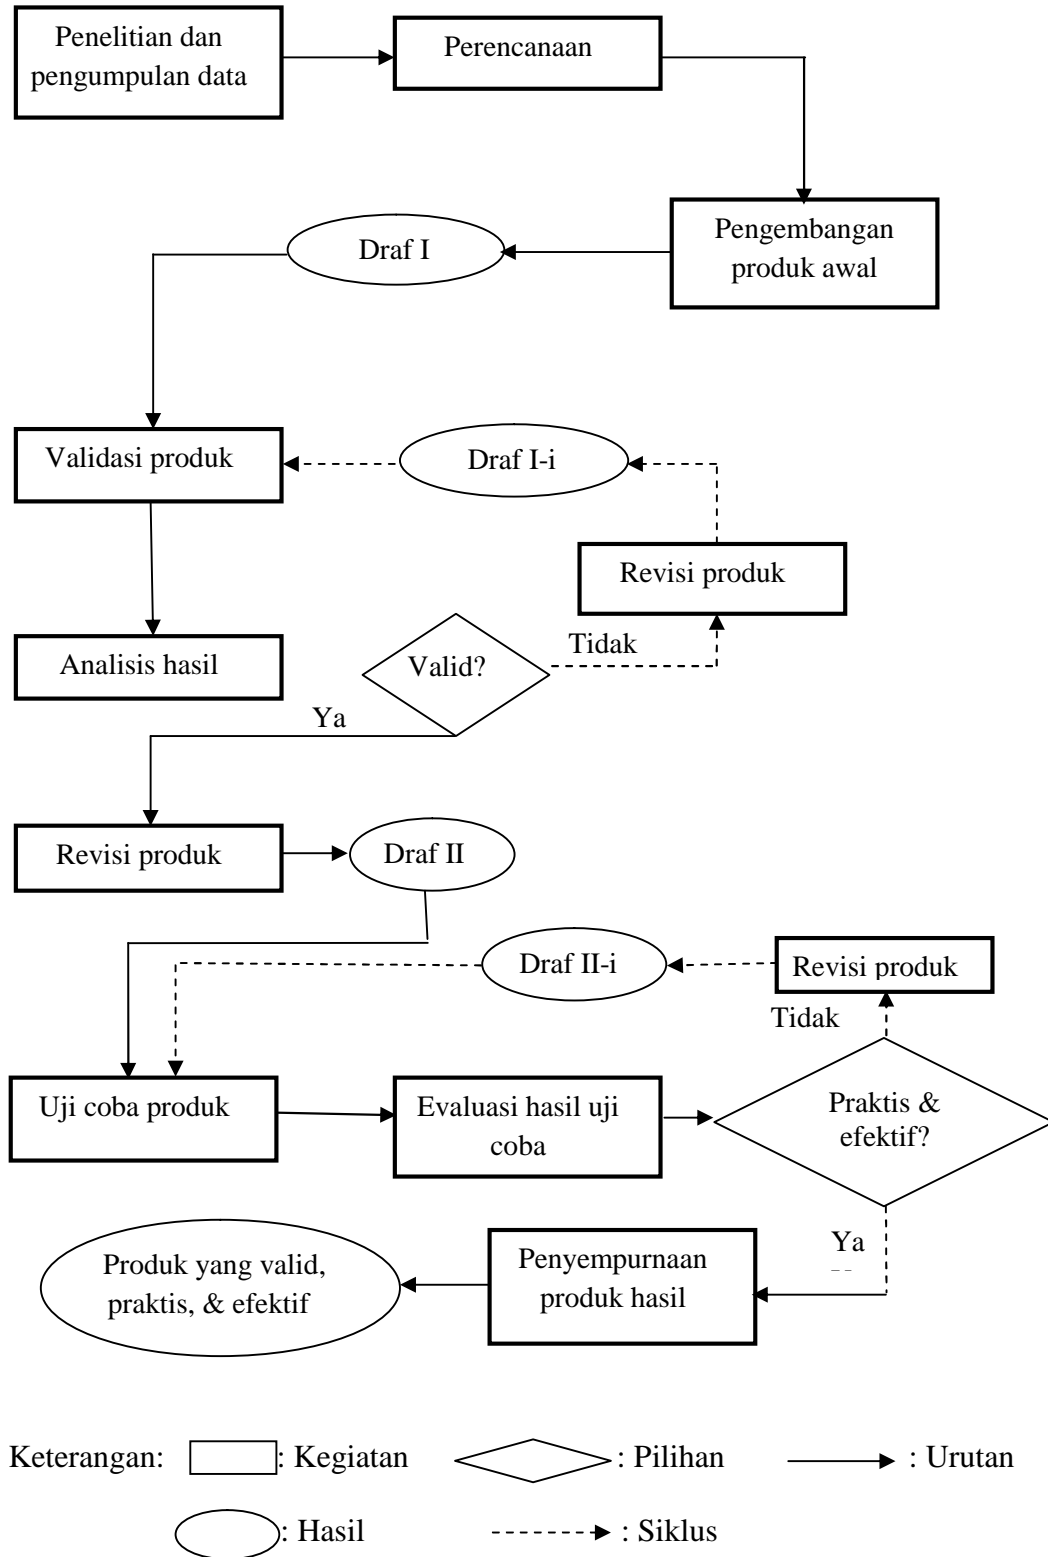 Penelitian dan
pengumpulan data
Perencanaan
Pengembangan
produk awal
Draf I
Validasi produk
Draf I-i
Revisi produk
Analisis hasil
Valid?
Tidak
Ya
Revisi produk
Draf II
Draf II-i
Revisi produk
Tidak
Uji coba produk
Evaluasi hasil uji
coba
Praktis &
efektif?
Ya
Penyempurnaan
produk hasil
Produk yang valid,
praktis, & efektif
Keterangan: : Kegiatan : Pilihan : Urutan
: Hasil : Siklus